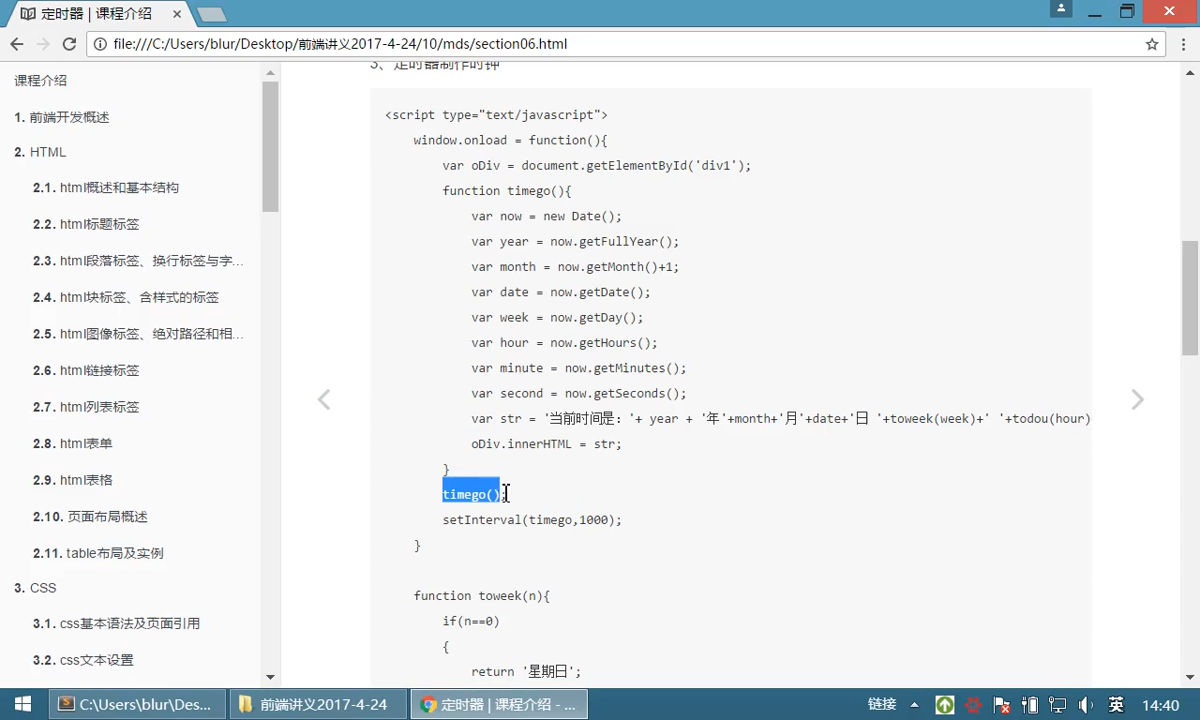 定时器 | 课程介绍
file:///C:/Users/blur/Desktop/前端讲义2017-4-24/10/mds/section06.html
课程介绍
1. 前端开发概述
2. HTML
2.1. html概述和基本结构
2.2. html标题标签
2.3. html段落标签、换行标签与字...
2.4. html块标签、含样式的标签
2.5. html图像标签、绝对路径和相...
2.6. html链接标签
2.7. html列表标签
2.8. html表单
2.9. html表格
2.10. 页面布局概述
2.11. table布局及实例
3. CSS
3.1. css基本语法及页面引用
3.2. css文本设置
3、定时器制作时钟
<script type="text/javascript">
window.onload = function(){
var oDiv = document.getElementById('div1');
function timego(){
var now = new Date();
var year = now.getFullYear();
var month = now.getMonth()+1;
var date = now.getDate();
var week = now.getDay();
var hour = now.getHours();
var minute = now.getMinutes();
var second = now.getSeconds();
var str = '当前时间是：'+ year + '年'+month+'月'+date+'日 '+toweek(week)+' '+todou(hour)
oDiv.innerHTML = str;
}
timego();
setInterval(timego,1000);
}
function toweek(n){
if(n==0)
{
return '星期日';
C:\Users\blur\Des...
前端讲义2017-4-24
定时器 | 课程介绍 - ...
链接
英
14:40